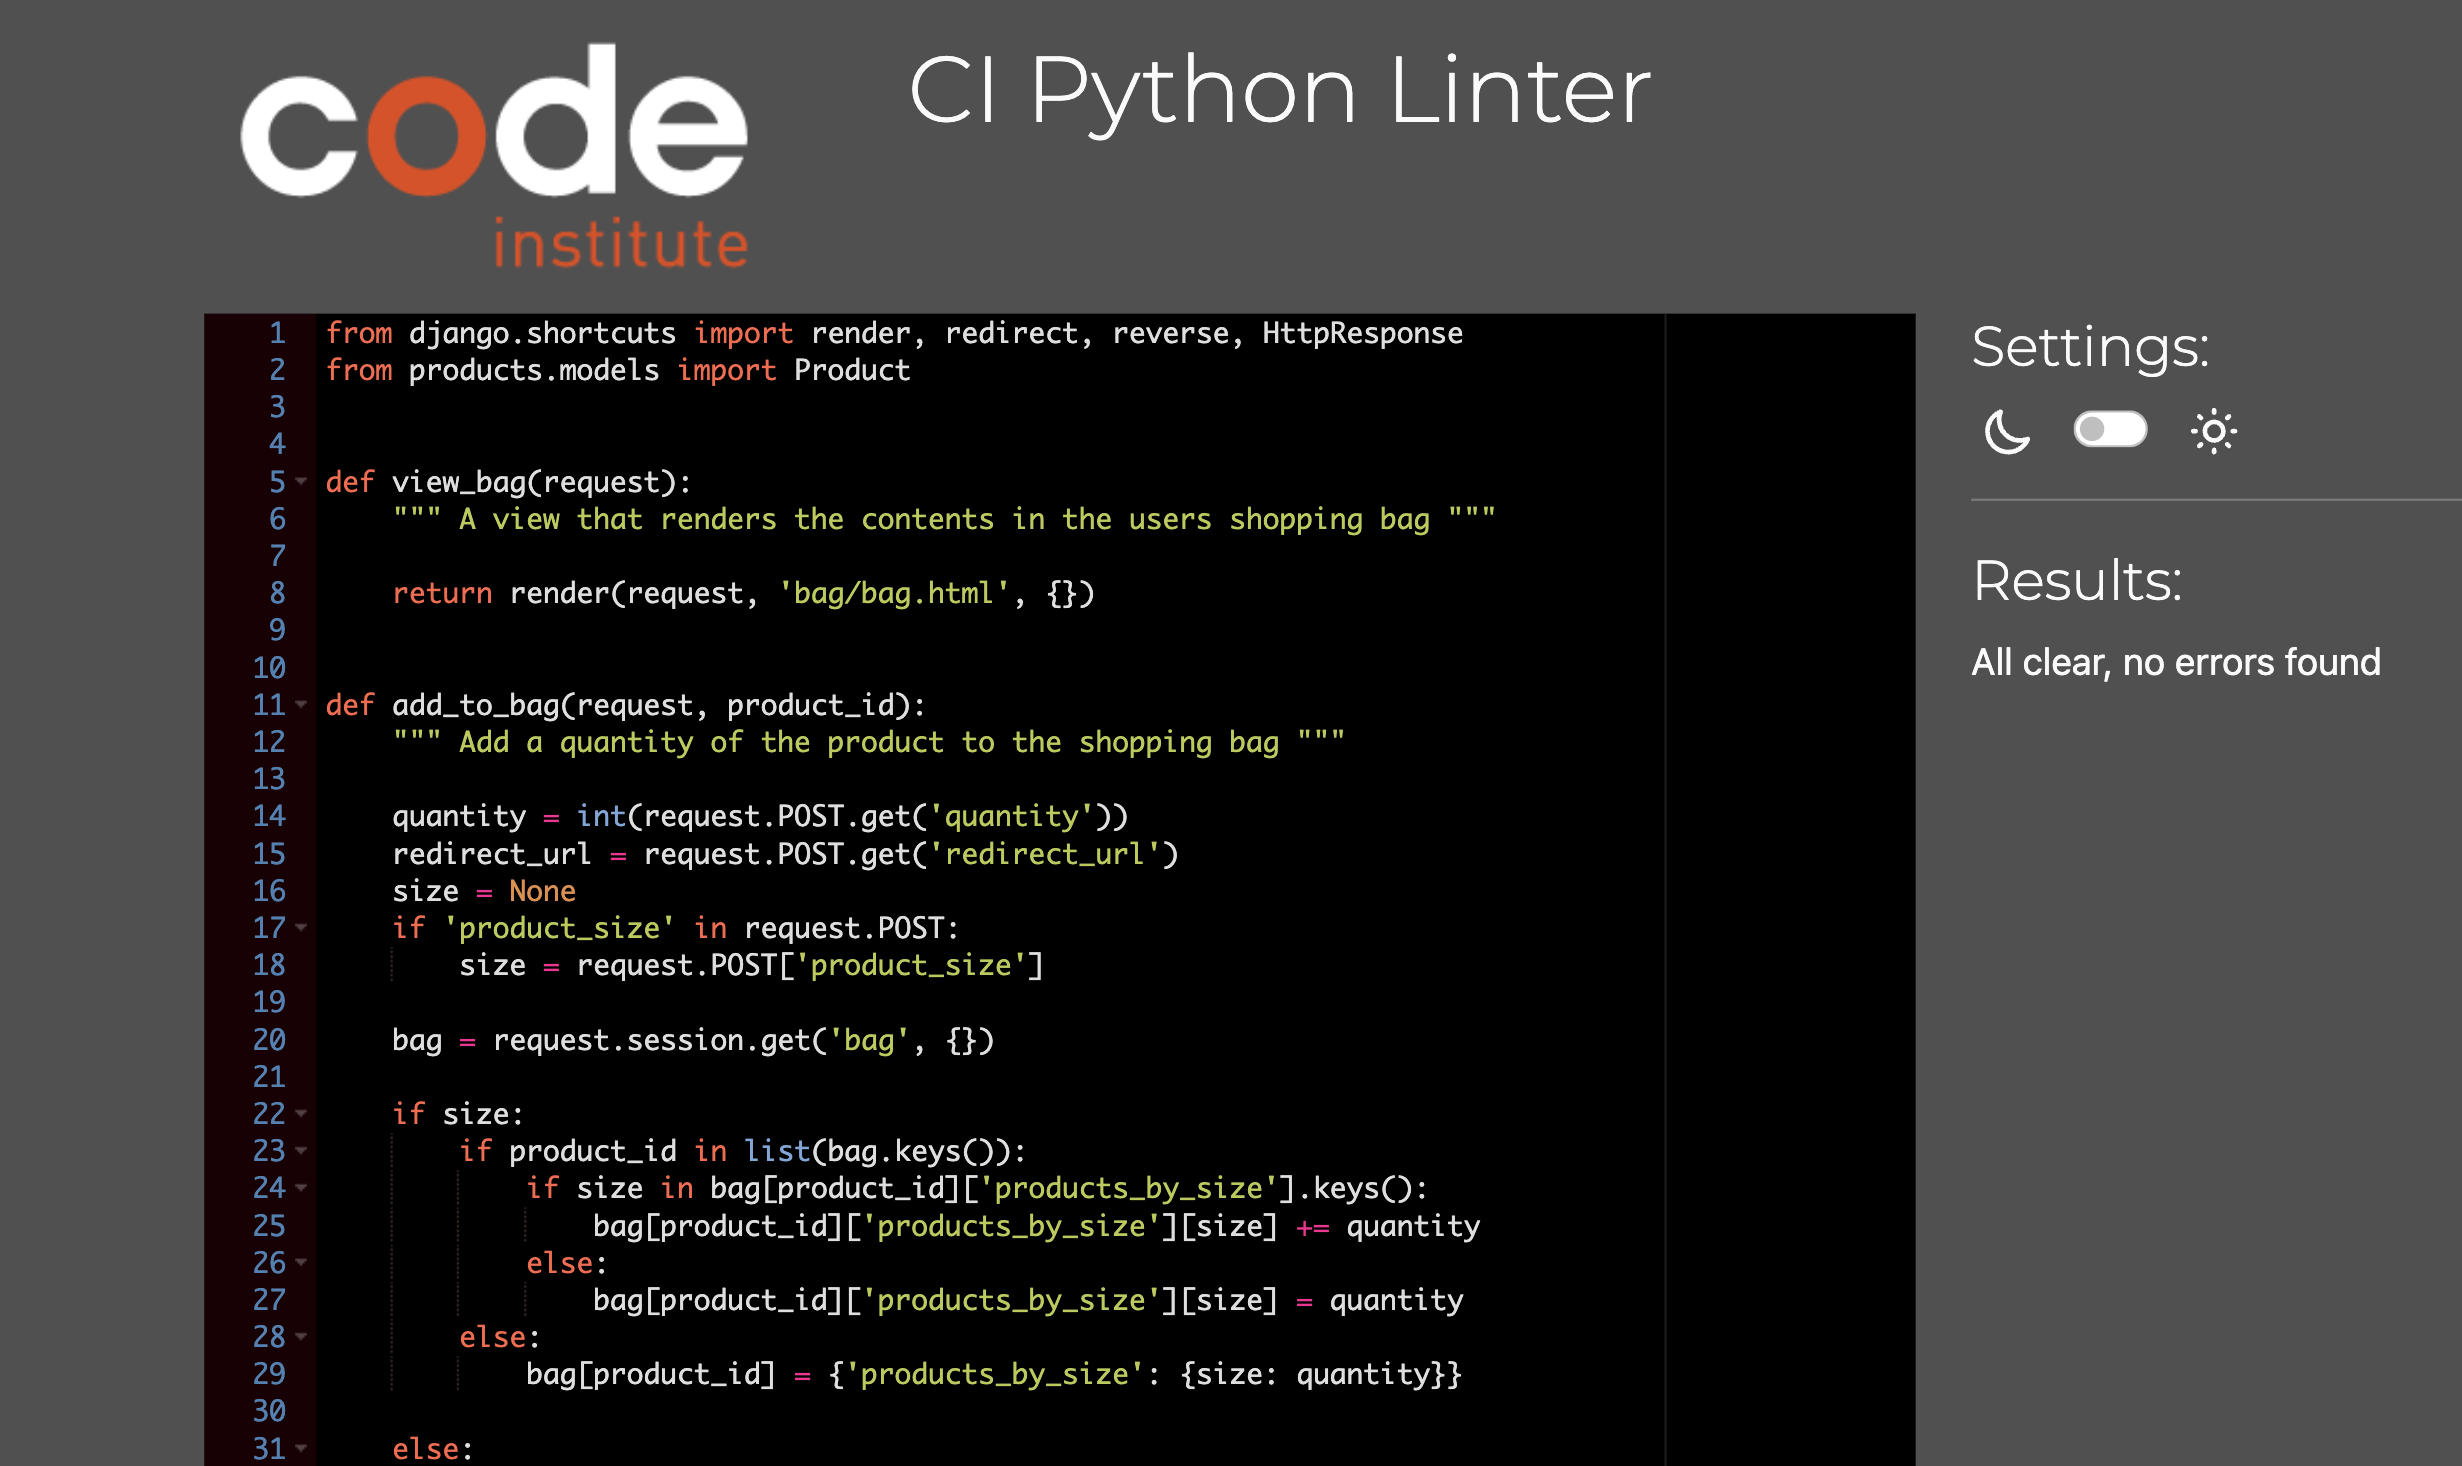 code
institute
CI Python Linter
1 from django.shortcuts import render, redirect, reverse, HttpResponse
2 from products.models import Product
3
4
5 def view_bag(request):
6     """ A view that renders the contents in the users shopping bag """
7
8     return render(request, 'bag/bag.html', {})
9
10
11 def add_to_bag(request, product_id):
12     """ Add a quantity of the product to the shopping bag """
13
14     quantity = int(request.POST.get('quantity'))
15     redirect_url = request.POST.get('redirect_url')
16     size = None
17     if 'product_size' in request.POST:
18         size = request.POST['product_size']
19
20     bag = request.session.get('bag', {})
21
22     if size:
23         if product_id in list(bag.keys()):
24             if size in bag[product_id]['products_by_size'].keys():
25                 bag[product_id]['products_by_size'][size] += quantity
26             else:
27                 bag[product_id]['products_by_size'][size] = quantity
28         else:
29             bag[product_id] = {'products_by_size': {size: quantity}}
30
31     else:
Settings:
Results:
All clear, no errors found